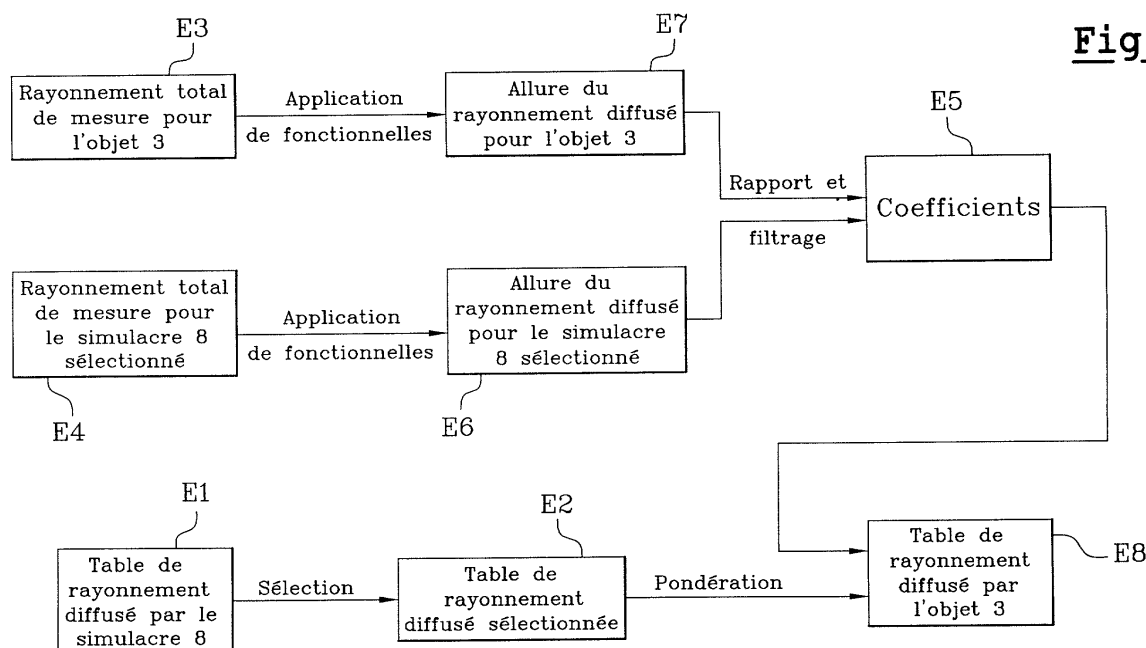 Fig_
E3
Rayonnement total
de mesure pour
l'objet 3
Application
de fonctionnelles
E7
Allure du
rayonnement diffusé
pour l'objet 3
Rapport et
filtrage
E5
Coefficients
Rayonnement total
de mesure pour
le simulacre 8
sélectionné
E4
Application
de fonctionnelles
Allure du
rayonnement diffusé
pour le simulacre
8 sélectionné
E6
E1
Table de
rayonnement
diffusé par le
simulacre 8
Sélection
E2
Table de
rayonnement
diffusé sélectionnée
Pondération
Table de
rayonnement
diffusé par
l'objet 3
E8